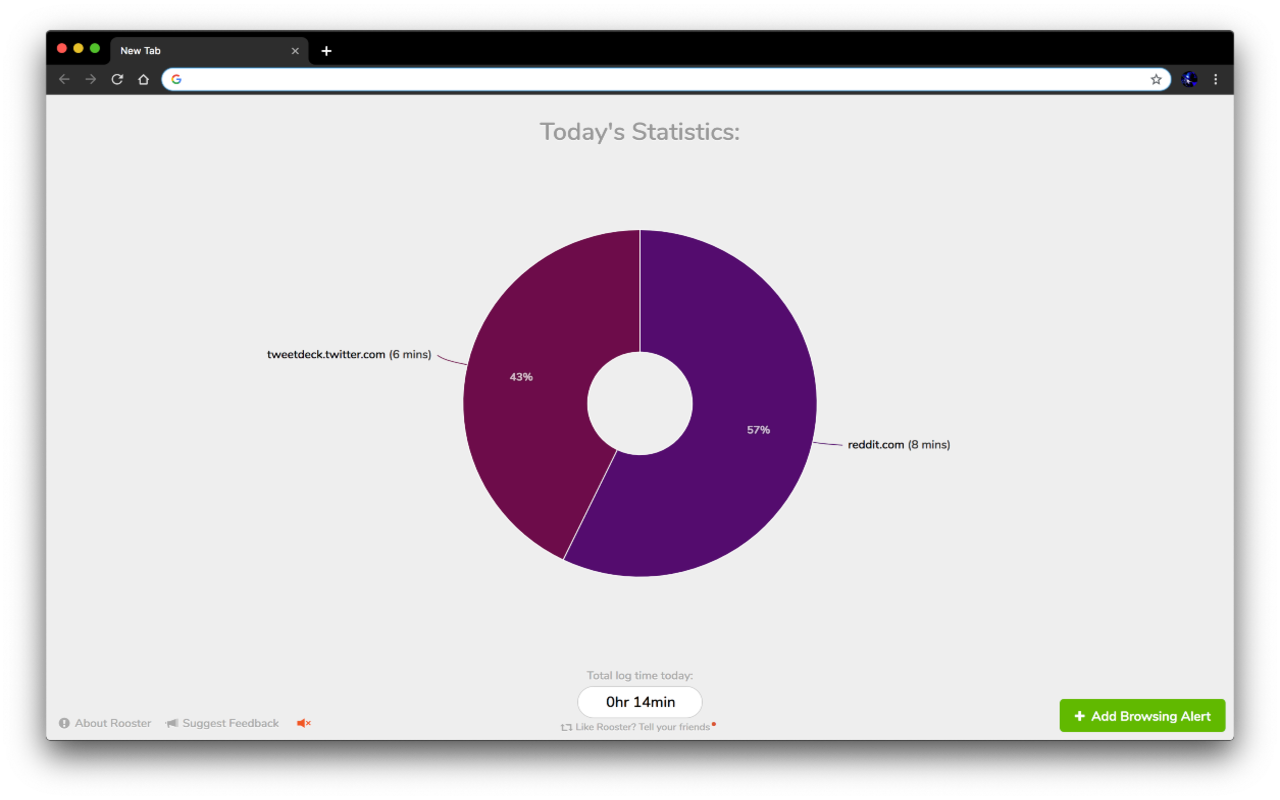 New Tab
Today's Statistics:
tweetdeck.twitter.com (6 mins)
43%
57%
reddit.com (8 mins)
Total log time today:
0hr 14min
Like Rooster? Tell your friends
About Rooster
Suggest Feedback
Add Browsing Alert